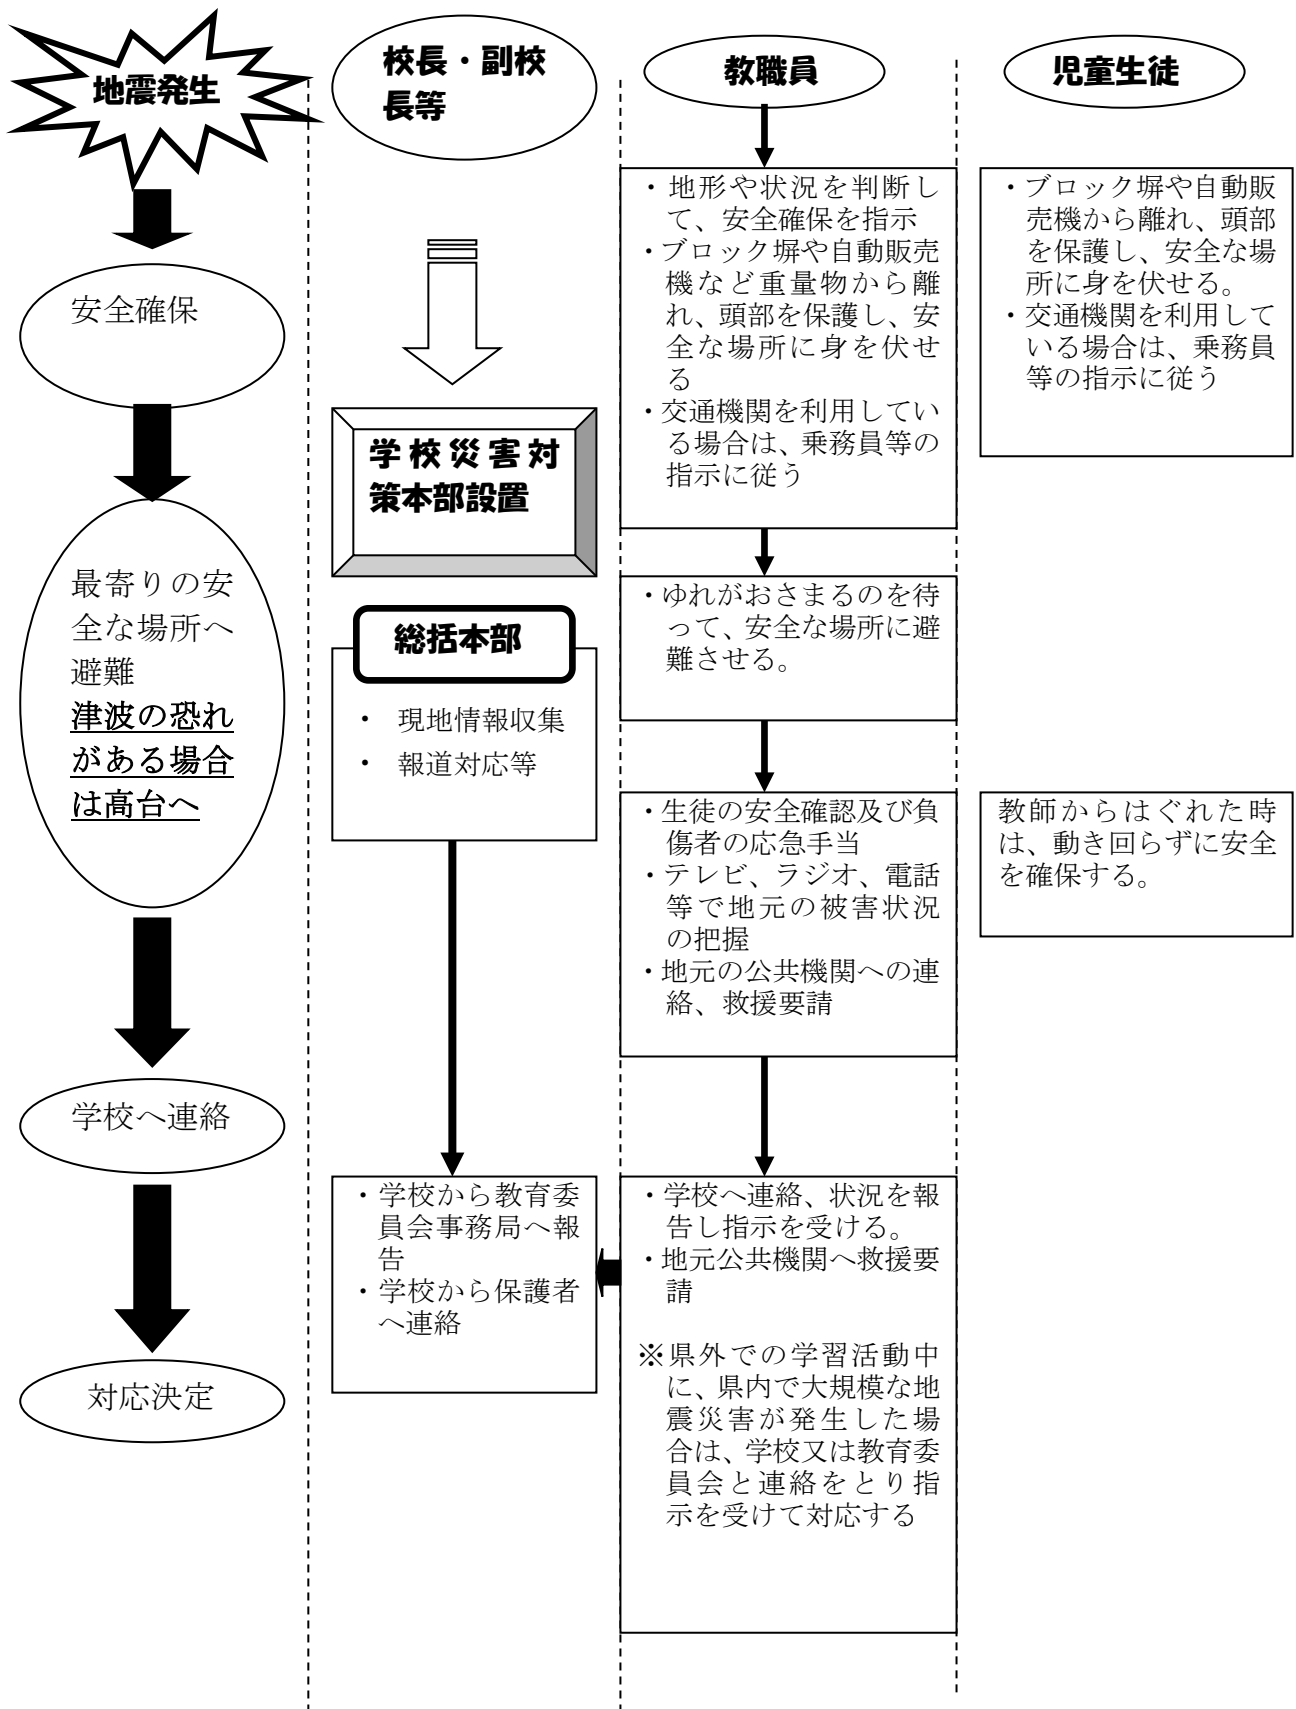 地震発生
安全確保
最寄りの安
全な場所へ
避難
津波の恐れ
がある場合
は高台へ
学校へ連絡
対応決定
校長・副校
長等
学校災害対
策本部設置
総括本部
・ 現地情報収集
・ 報道対応等
・学校から教育委
員会事務局へ報
告
・学校から保護者
へ連絡
教職員
・地形や状況を判断し
て、安全確保を指示
・ブロック塀や自動販売
機など重量物から離
れ、頭部を保護し、安
全な場所に身を伏せ
る
・交通機関を利用してい
る場合は、乗務員等の
指示に従う
・ゆれがおさまるのを待
って、安全な場所に避
難させる。
・生徒の安全確認及び負
傷者の応急手当
・テレビ、ラジオ、電話
等で地元の被害状況
の把握
・地元の公共機関への連
絡、救援要請
・学校へ連絡、状況を報
告し指示を受ける。
・地元公共機関へ救援要
請
※県外での学習活動中
に、県内で大規模な地
震災害が発生した場
合は、学校又は教育委
員会と連絡をとり指
示を受けて対応する
児童生徒
・ブロック塀や自動販
売機から離れ、頭部
を保護し、安全な場
所に身を伏せる。
・交通機関を利用して
いる場合は、乗務員
等の指示に従う
教師からはぐれた時
は、動き回らずに安全
を確保する。